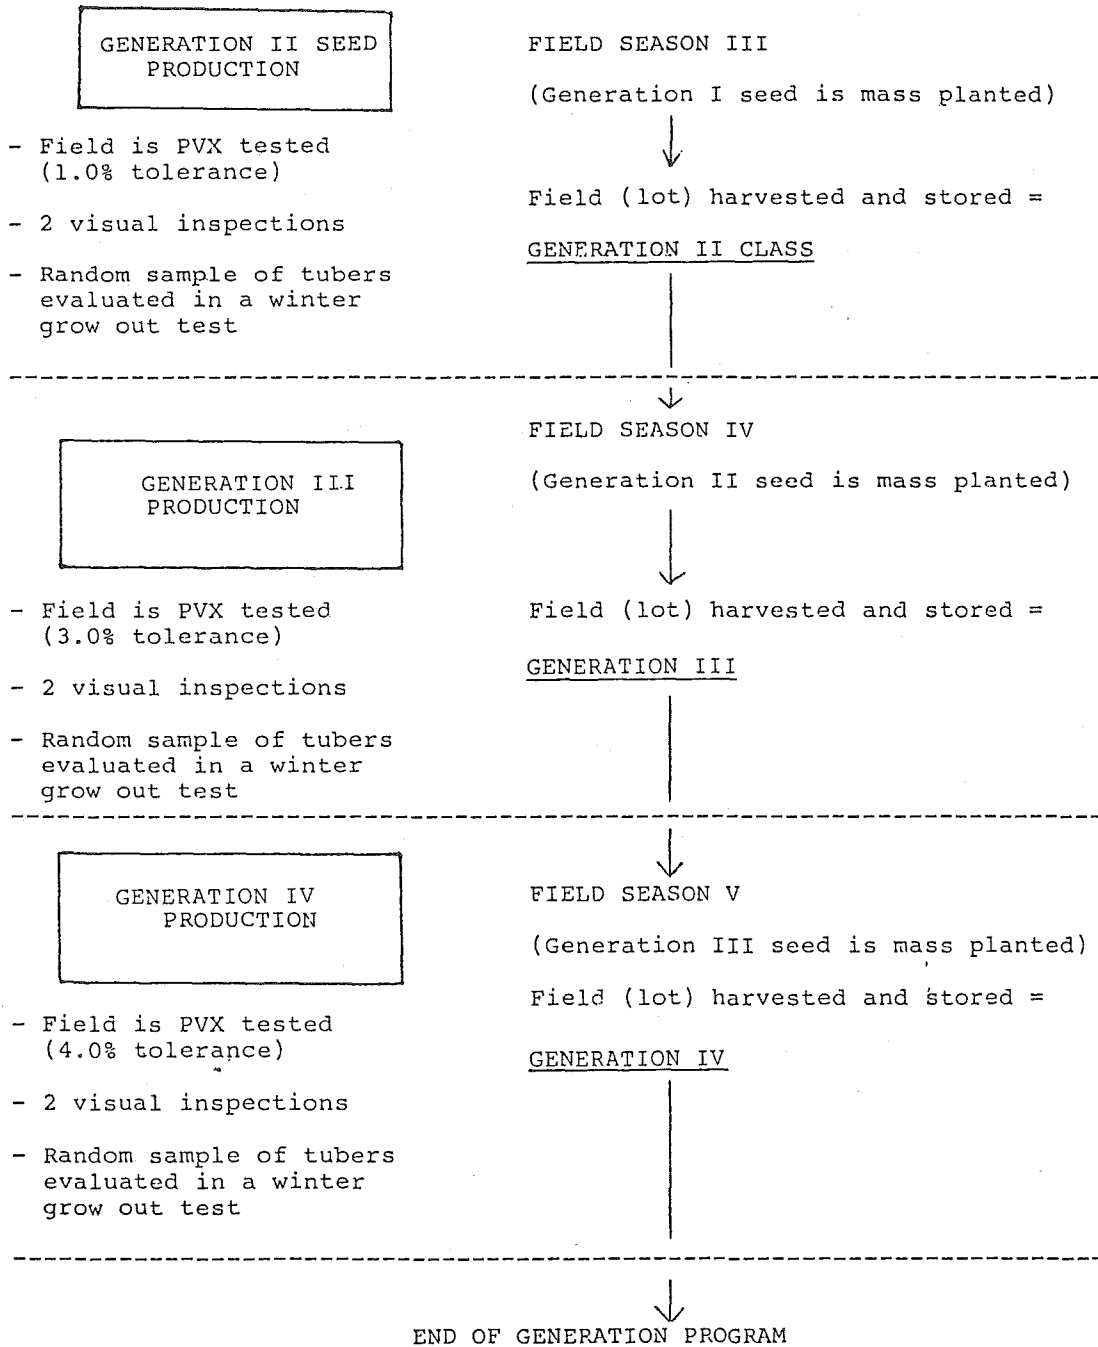 GENERATION II SEED
PRODUCTION
- Field is PVX tested
(1.0% tolerance)
- 2 visual inspections
- Random sample of tubers
evaluated in a winter
grow out test
FIELD SEASON III
(Generation I seed is mass planted)
Field (lot) harvested and stored =
GENERATION II CLASS
GENERATION III
PRODUCTION
- Field is PVX tested
(3.0% tolerance)
- 2 visual inspections
- Random sample of tubers
evaluated in a winter
grow out test
FIELD SEASON IV
(Generation II seed is mass planted)
Field (lot) harvested and stored =
GENERATION III
GENERATION IV
PRODUCTION
- Field is PVX tested
(4.0% tolerance)
- 2 visual inspections
- Random sample of tubers
evaluated in a winter
grow out test
FIELD SEASON V
(Generation III seed is mass planted)
Field (lot) harvested and stored =
GENERATION IV
END OF GENERATION PROGRAM